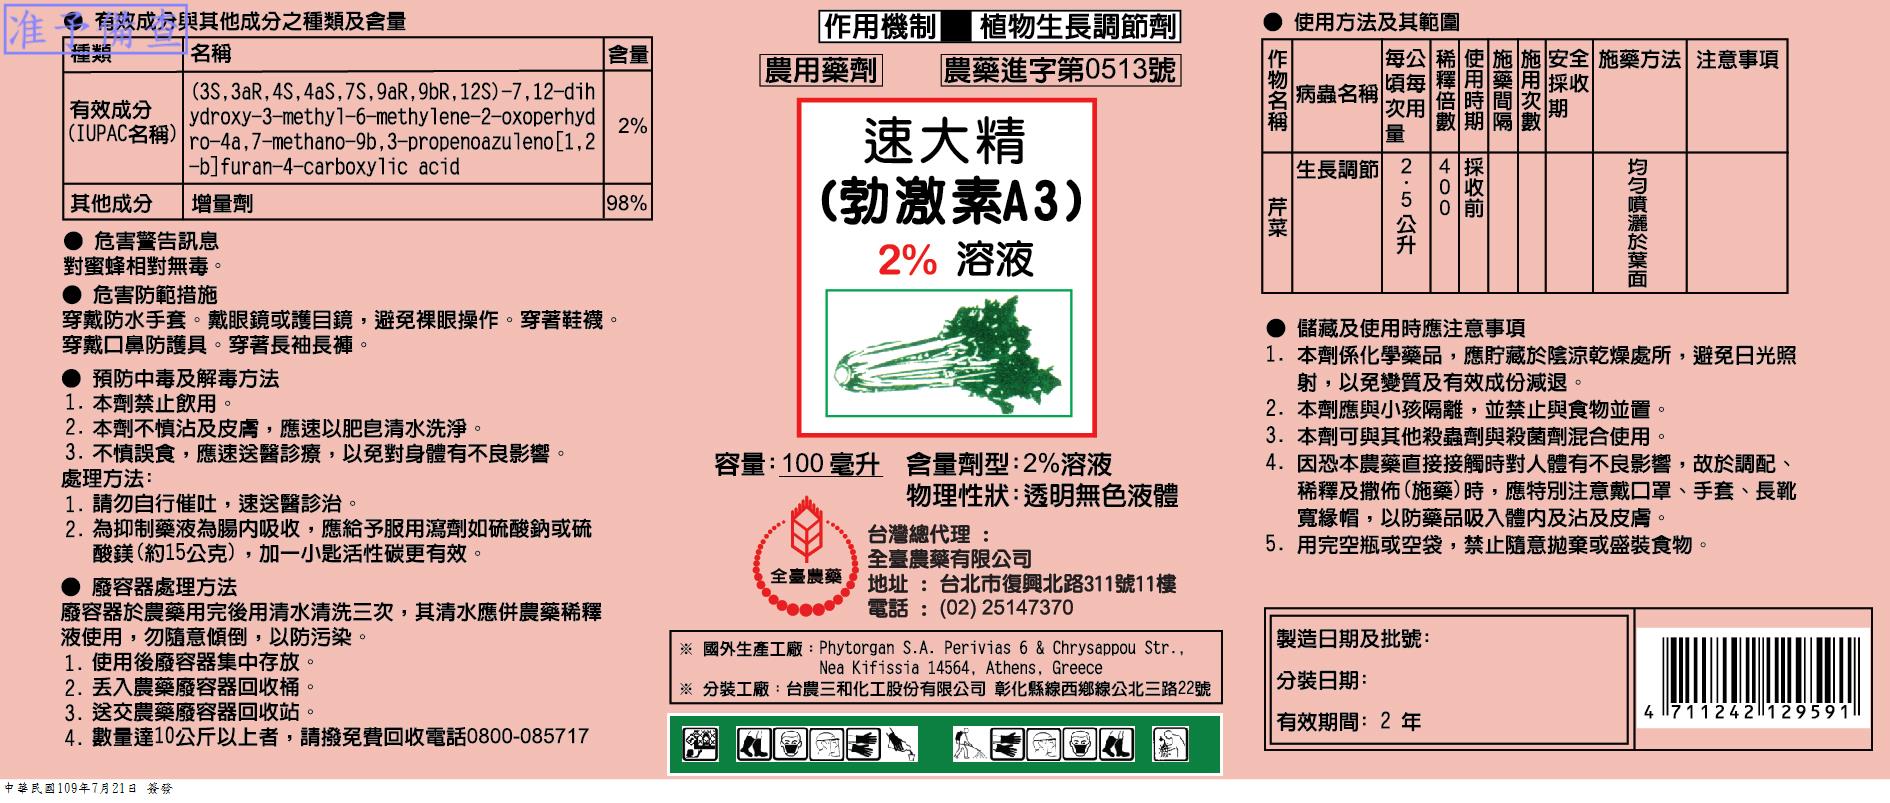 准予備查
● 有效成分與其他成分之種類及含量
種類 名稱 含量
有效成分
(IUPAC名稱)
(3S,3aR,4S,4aS,7S,9aR,9bR,12S)-7,12-dih
ydroxy-3-methyl-6-methylene-2-oxoperhyd
ro-4a,7-methano-9b,3-propenoazuleno[1,2
-b]furan-4-carboxylic acid
2%
其他成分 增量劑 98%
● 危害警告訊息
對蜜蜂相對無毒。
● 危害防範措施
穿戴防水手套。戴眼鏡或護目鏡，避免裸眼操作。穿著鞋襪。
穿戴口鼻防護具。穿著長袖長褲。
● 預防中毒及解毒方法
1. 本劑禁止飲用。
2. 本劑不慎沾及皮膚，應速以肥皂清水洗淨。
3. 不慎誤食，應速送醫診療，以免對身體有不良影響。
處理方法:
1. 請勿自行催吐，速送醫診治。
2. 為抑制藥液為腸內吸收，應給予服用瀉劑如硫酸鈉或硫
酸鎂(約15公克)，加一小匙活性碳更有效。
● 廢容器處理方法
廢容器於農藥用完後用清水清洗三次，其清水應併農藥稀釋
液使用，勿隨意傾倒，以防污染。
1. 使用後廢容器集中存放。
2. 丟入農藥廢容器回收桶。
3. 送交農藥廢容器回收站。
4. 數量達10公斤以上者，請撥免費回收電話0800-085717
作用機制 ■ 植物生長調節劑
農用藥劑 農藥進字第0513號
速大精
(勃激素A3)
2% 溶液
容量：100 毫升 含量劑型：2%溶液
物理性狀：透明無色液體
全臺農藥
台灣總代理 :
全臺農藥有限公司
地址 : 台北市復興北路311號11樓
電話 : (02) 25147370
※ 國外生產工廠：Phytorgan S.A. Perivias 6 & Chrysappou Str.,
Nea Kifissia 14564, Athens, Greece
※ 分裝工廠：台農三和化工股份有限公司 彰化縣線西鄉線公北三路22號
● 使用方法及其範圍
作物名稱 病蟲名稱 每公頃每次用量 稀釋倍數 使用時期 施藥間隔 施用次數 安全採收期 施藥方法 注意事項
芹菜 生長調節 2.5公升 400 採收前 均勻噴灑於葉面
● 儲藏及使用時應注意事項
1. 本劑係化學藥品，應貯藏於陰涼乾燥處所，避免日光照
射，以免變質及有效成份減退。
2. 本劑應與小孩隔離，並禁止與食物並置。
3. 本劑可與其他殺蟲劑與殺菌劑混合使用。
4. 因恐本農藥直接接觸時對人體有不良影響，故於調配、
稀釋及撒佈(施藥)時，應特別注意戴口罩、手套、長靴
寬緣帽，以防藥品吸入體內及沾及皮膚。
5. 用完空瓶或空袋，禁止隨意拋棄或盛裝食物。
製造日期及批號:
分裝日期:
有效期間: 2 年
4 711242 129591
中華民國109年7月21日 簽發